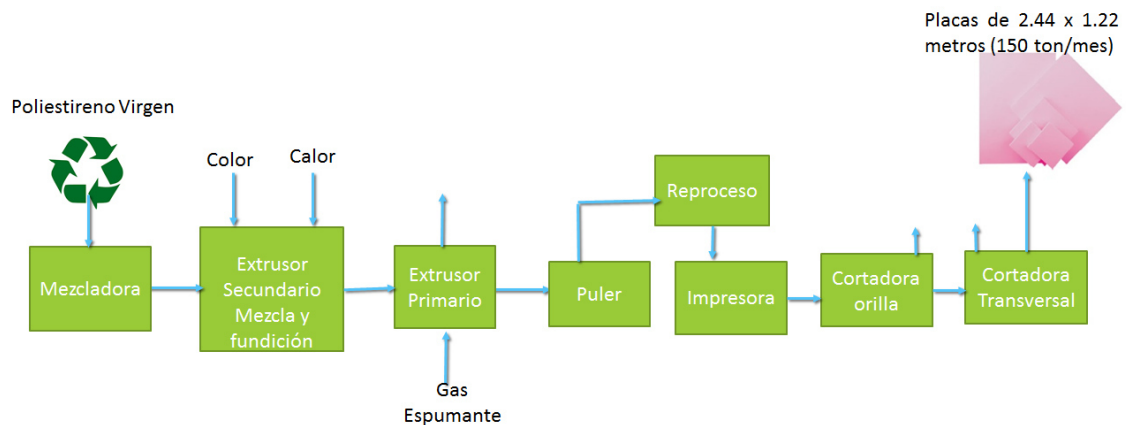 Placas de 2.44 x 1.22
metros (150 ton/mes)
Poliestireno Virgen
Color
Calor
Mezcladora
Extrusor
Secundario
Mezcla y
fundición
Extrusor
Primario
Gas
Espumante
Puler
Reproceso
Impresora
Cortadora
orilla
Cortadora
Transversal